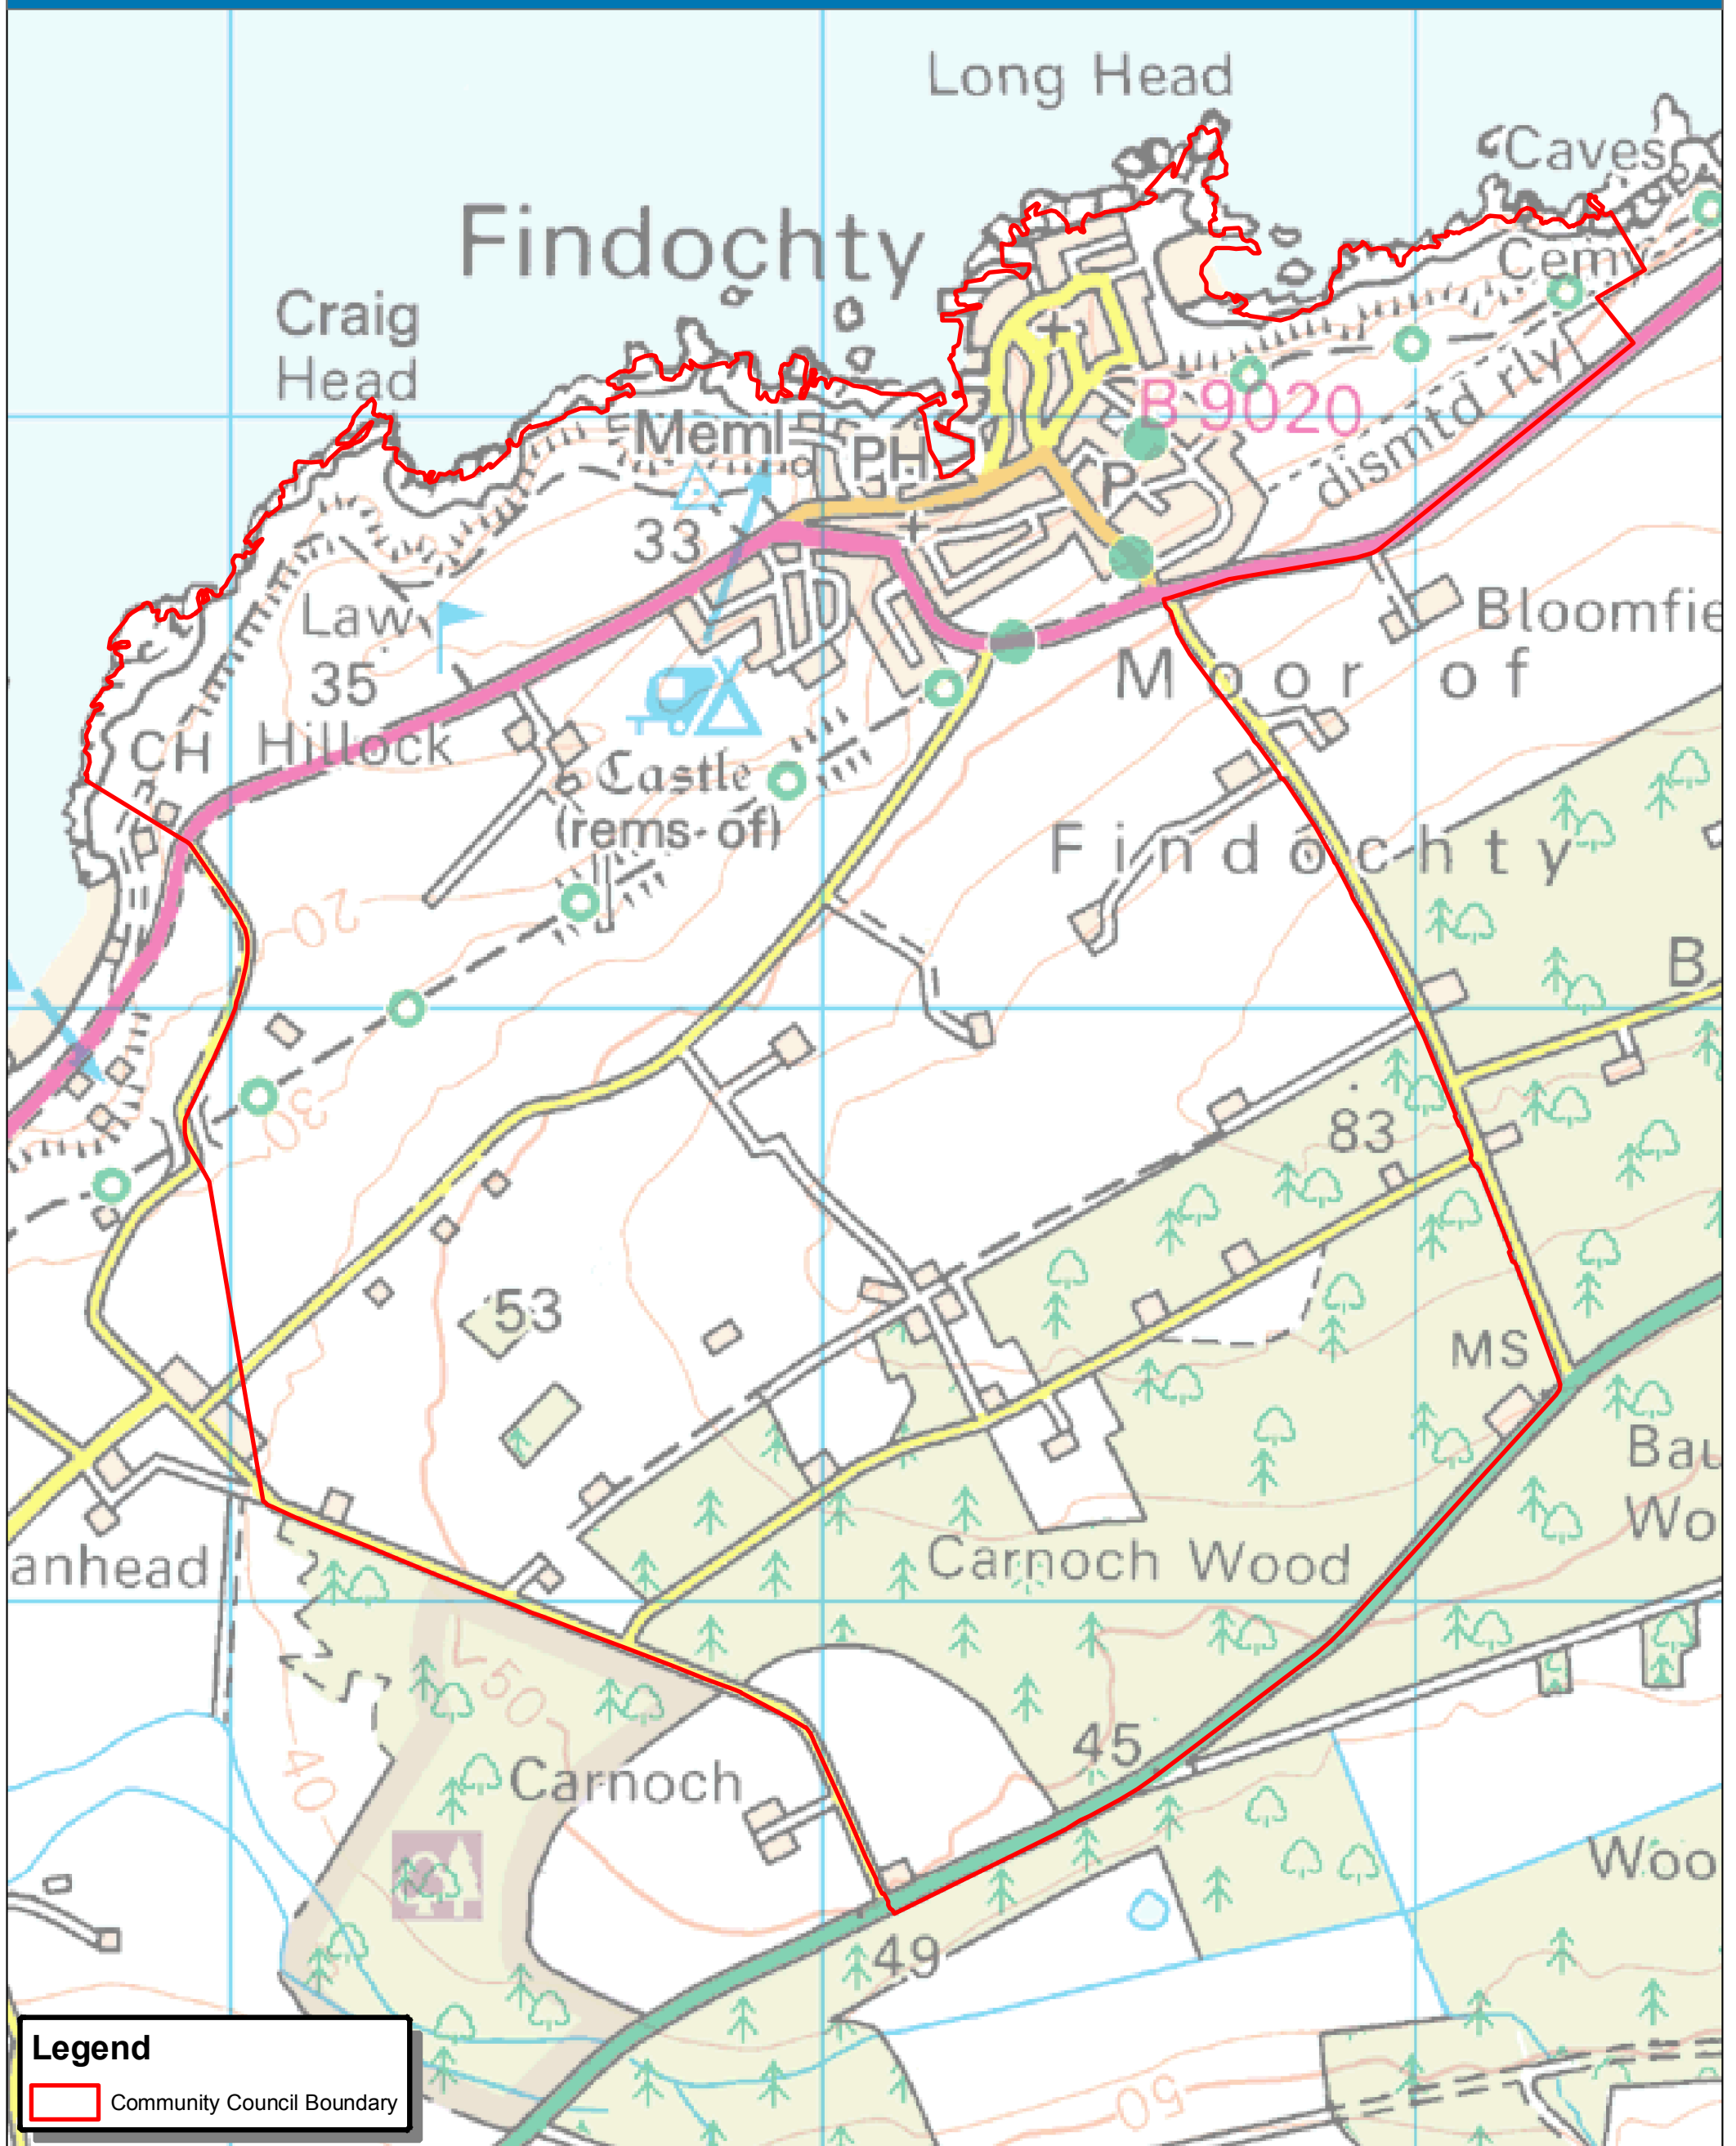 Long Head
Caves
Findochty
Cemy
Craig
Head
B 9020
Meml
PH
dismtd rly
P
33
Law
Bloomfie
35
Moor of
CH
Hillock
Castle
(rems of)
Findochty
20
B
30
83
53
MS
Bau
Wo
anhead
Carnoch Wood
50
45
40
Carnoch
Woo
49
50
Legend
Community Council Boundary